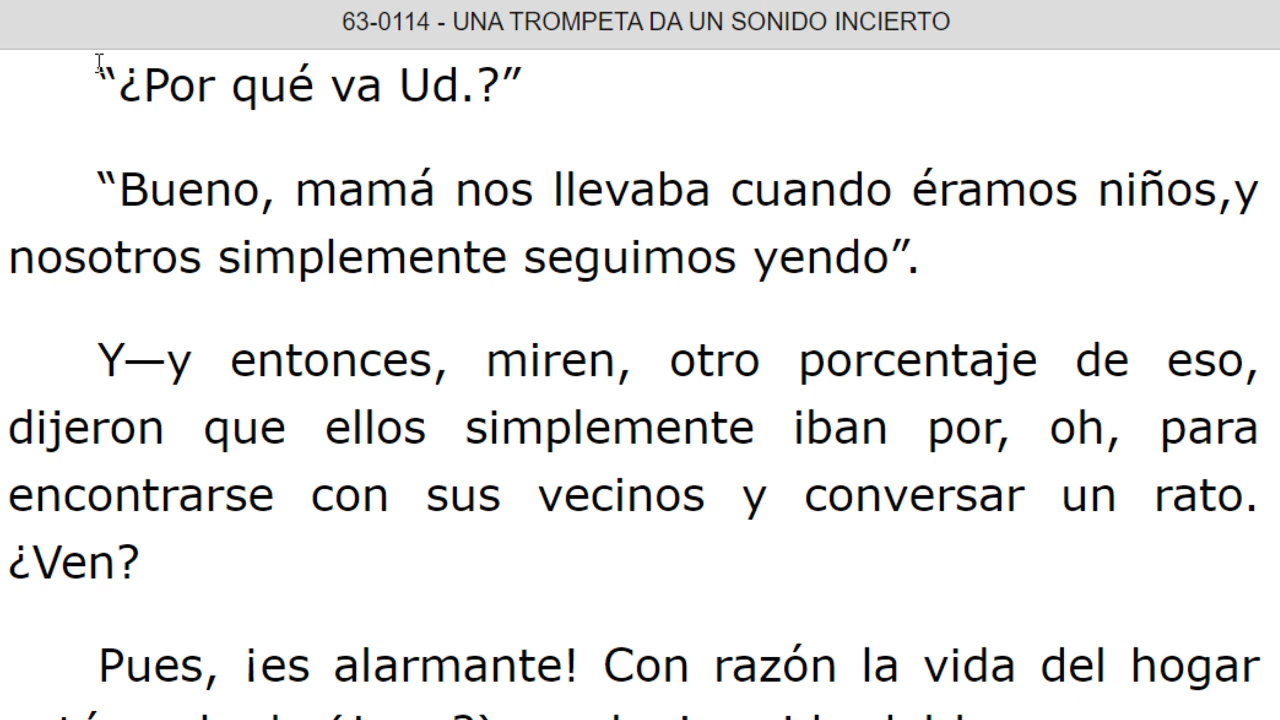 63-0114 - UNA TROMPETA DA UN SONIDO INCIERTO
“¿Por qué va Ud.?”
“Bueno, mamá nos llevaba cuando éramos niños,y
nosotros simplemente seguimos yendo”.
Y—y entonces, miren, otro porcentaje de eso,
dijeron que ellos simplemente iban por, oh, para
encontrarse con sus vecinos y conversar un rato.
¿Ven?
Pues, ¡es alarmante! Con razón la vida del hogar